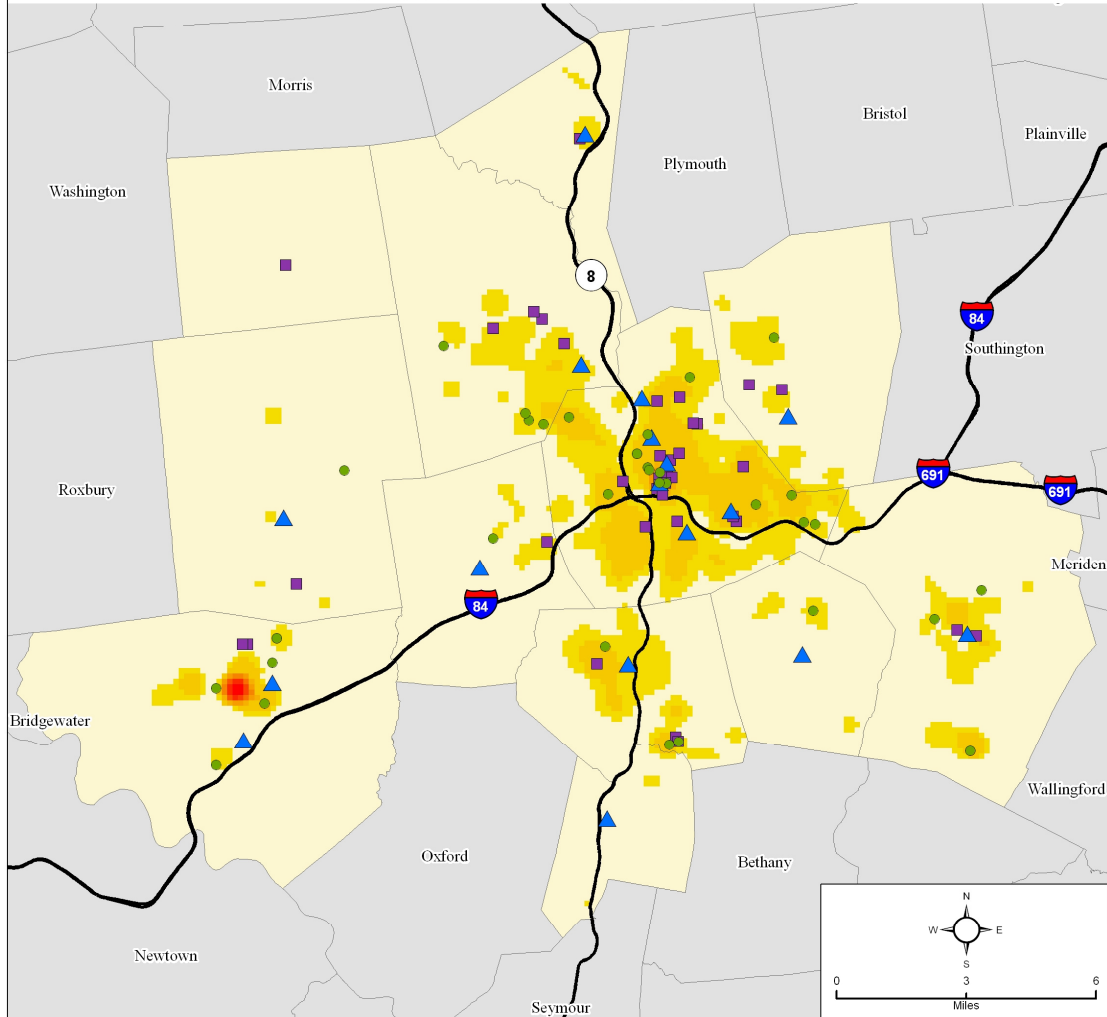 Morris
Bristol
Plainville
Plymouth
Washington
8
84
Southington
691
691
Roxbury
Meriden
84
Bridgewater
Wallingford
Oxford
Bethany
N
W E
S
Newtown
0 3 6
Miles
Seymour